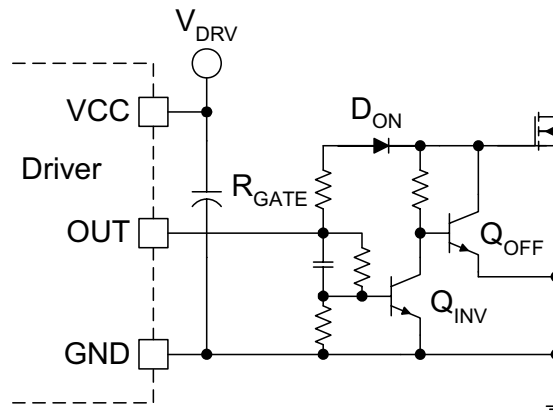 V_DRV
VCC
D_ON
Driver
R_GATE
OUT
Q_OFF
Q_INV
GND